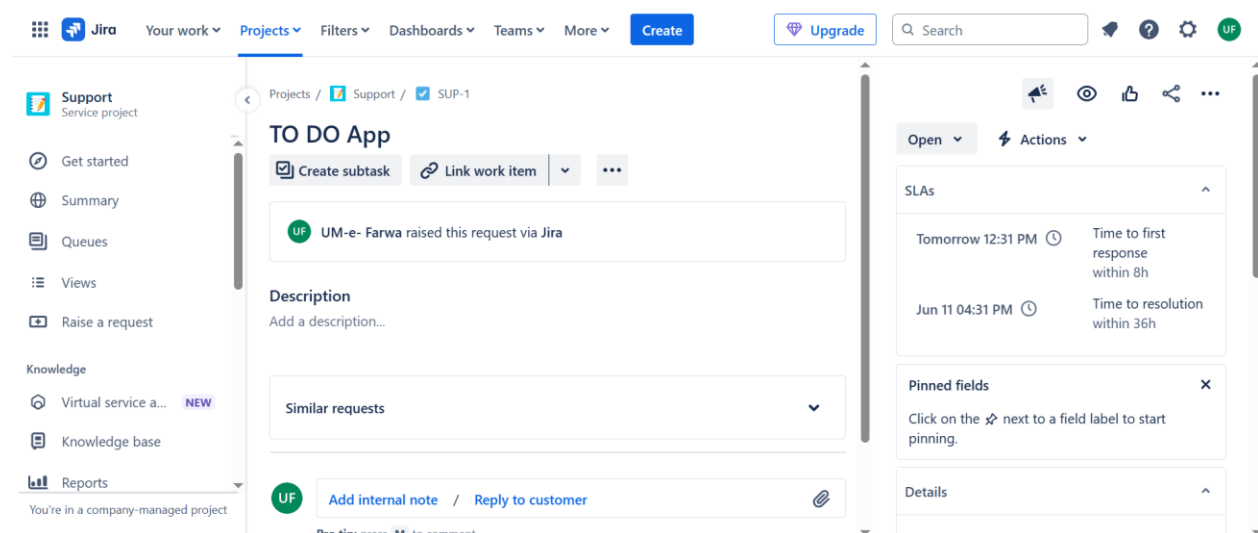 Jira Your work Projects Filters Dashboards Teams More Create Upgrade Search UF
Support
Service project
Get started
Summary
Queues
Views
Raise a request
Knowledge
Virtual service a... NEW
Knowledge base
Reports
You're in a company-managed project
Projects / Support / SUP-1
TO DO App
Create subtask Link work item
UF UM-e- Farwa raised this request via Jira
Description
Add a description...
Similar requests
UF Add internal note / Reply to customer
Pro tip: press M to comment
Open Actions
SLAs
Tomorrow 12:31 PM Time to first
response
within 8h
Jun 11 04:31 PM Time to resolution
within 36h
Pinned fields
Click on the next to a field label to start
pinning.
Details